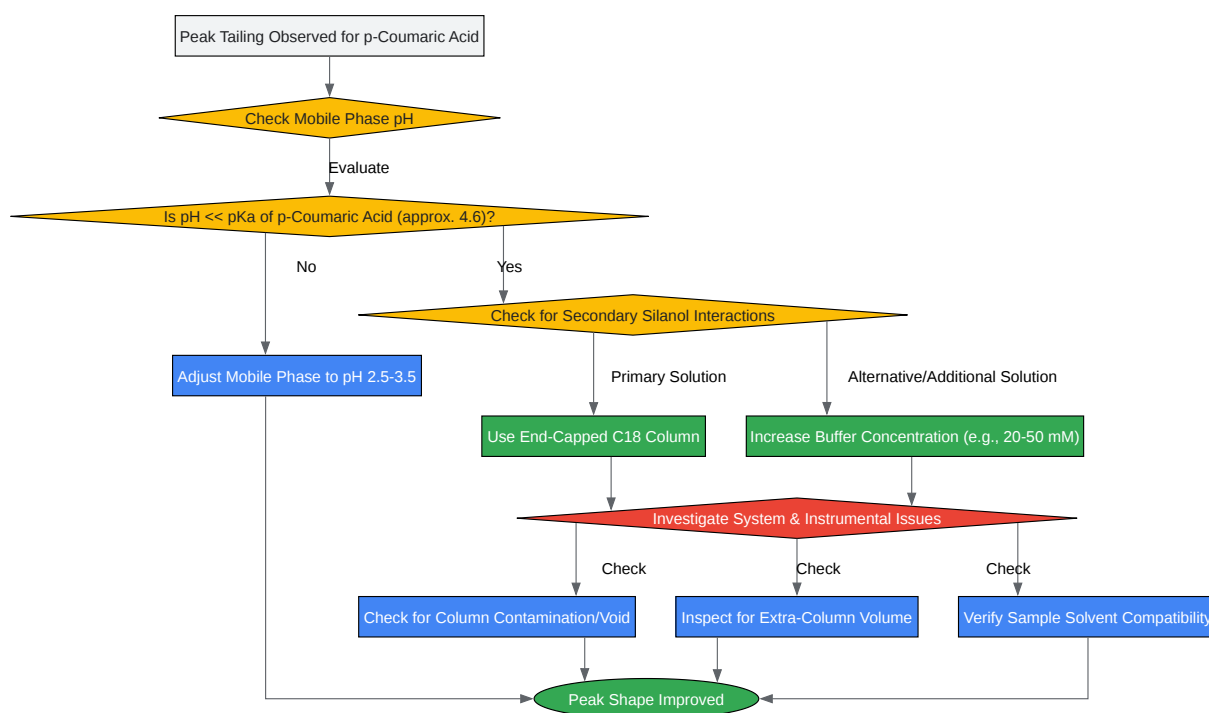 Peak Tailing Observed for p-Coumaric Acid
Check Mobile Phase pH
Evaluate
Is pH << pKa of p-Coumaric Acid (approx. 4.6)?
No
Yes
Check for Secondary Silanol Interactions
Adjust Mobile Phase to pH 2.5-3.5
Primary Solution
Alternative/Additional Solution
Use End-Capped C18 Column
Increase Buffer Concentration (e.g., 20-50 mM)
Investigate System & Instrumental Issues
Check
Check
Check
Check for Column Contamination/Void
Inspect for Extra-Column Volume
Verify Sample Solvent Compatibility
Peak Shape Improved